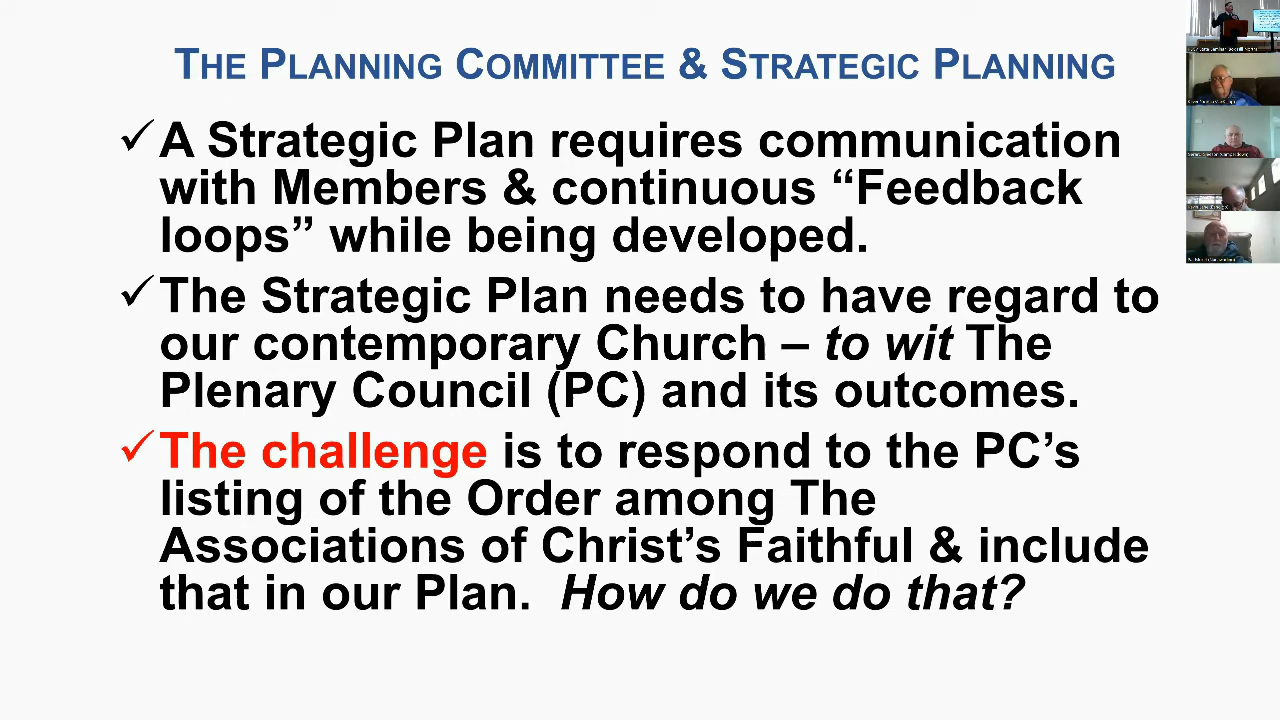 THE PLANNING COMMITTEE & STRATEGIC PLANNING
✓ A Strategic Plan requires communication
with Members & continuous “Feedback
loops” while being developed.
✓ The Strategic Plan needs to have regard to
our contemporary Church – to wit The
Plenary Council (PC) and its outcomes.
✓ The challenge is to respond to the PC’s
listing of the Order among The
Associations of Christ’s Faithful & include
that in our Plan.  How do we do that?